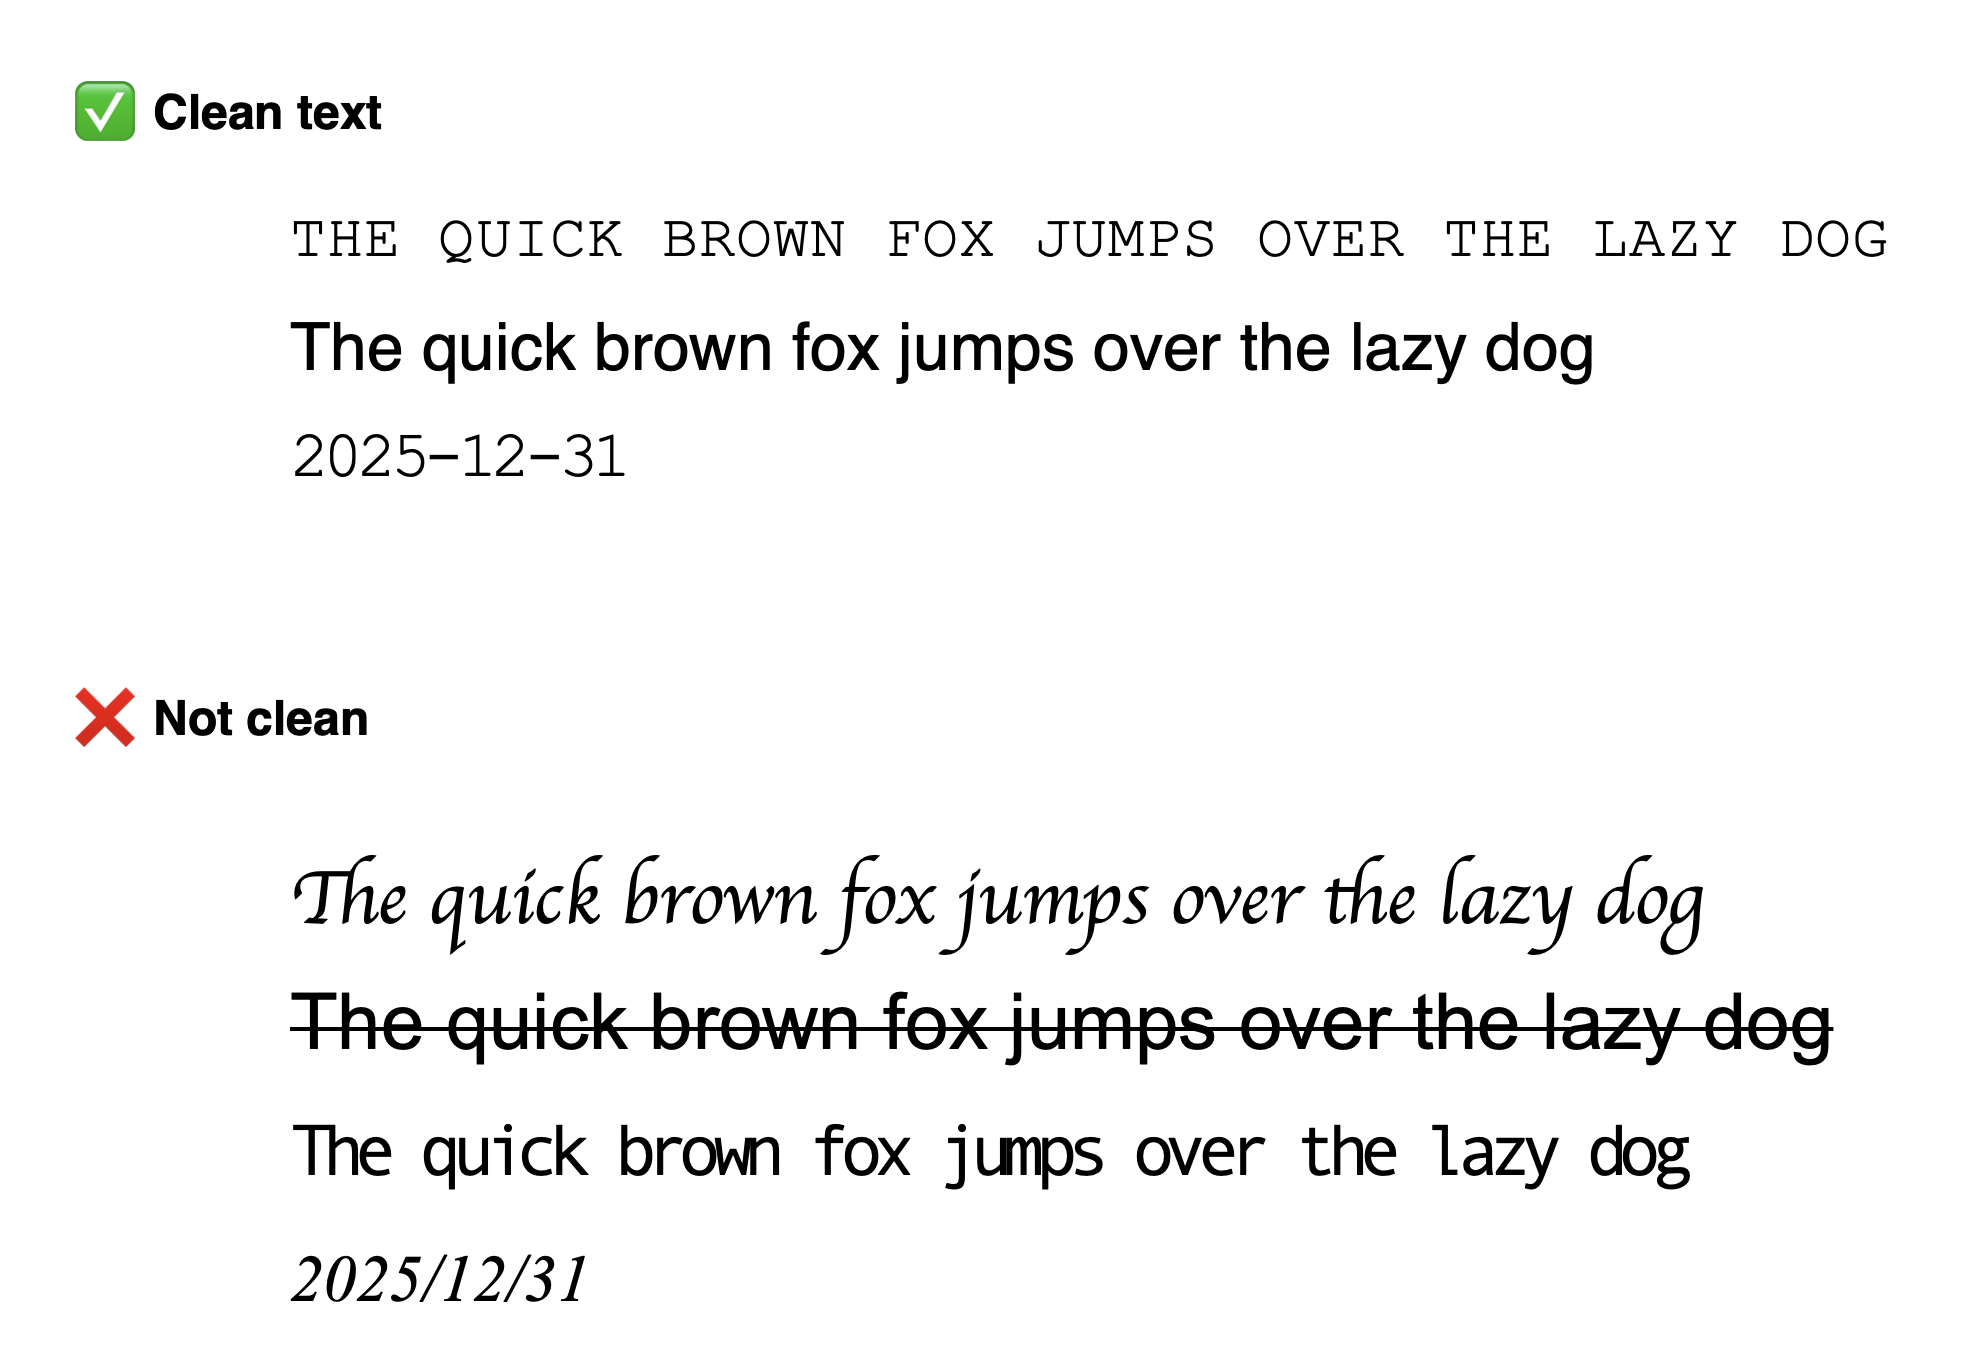 ✅ Clean text
THE QUICK BROWN FOX JUMPS OVER THE LAZY DOG
The quick brown fox jumps over the lazy dog
2025-12-31
❌ Not clean
The quick brown fox jumps over the lazy dog
The quick brown fox jumps over the lazy dog
The quick brown fox jumps over the lazy dog
2025/12/31